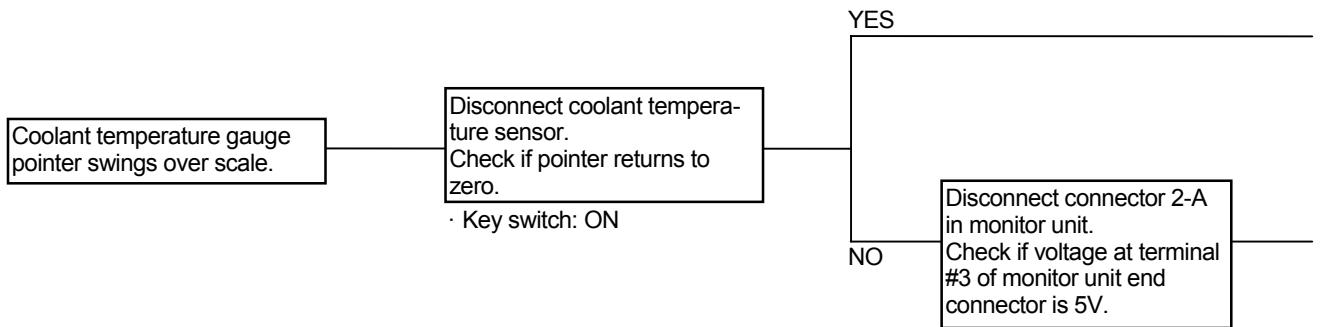 YES
Coolant temperature gauge
pointer swings over scale.
Disconnect coolant tempera-
ture sensor.
Check if pointer returns to
zero.
· Key switch: ON
NO
Disconnect connector 2-A
in monitor unit.
Check if voltage at terminal
#3 of monitor unit end
connector is 5V.